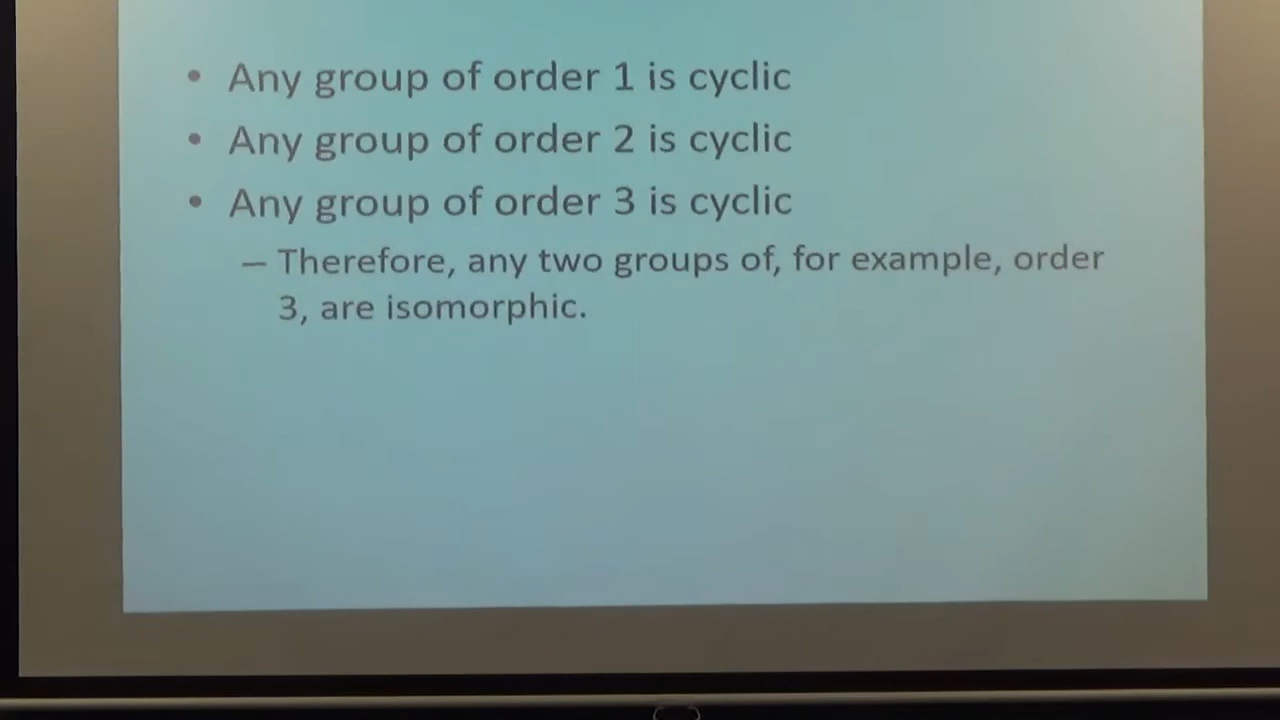 • Any group of order 1 is cyclic
• Any group of order 2 is cyclic
• Any group of order 3 is cyclic
– Therefore, any two groups of, for example, order
3, are isomorphic.